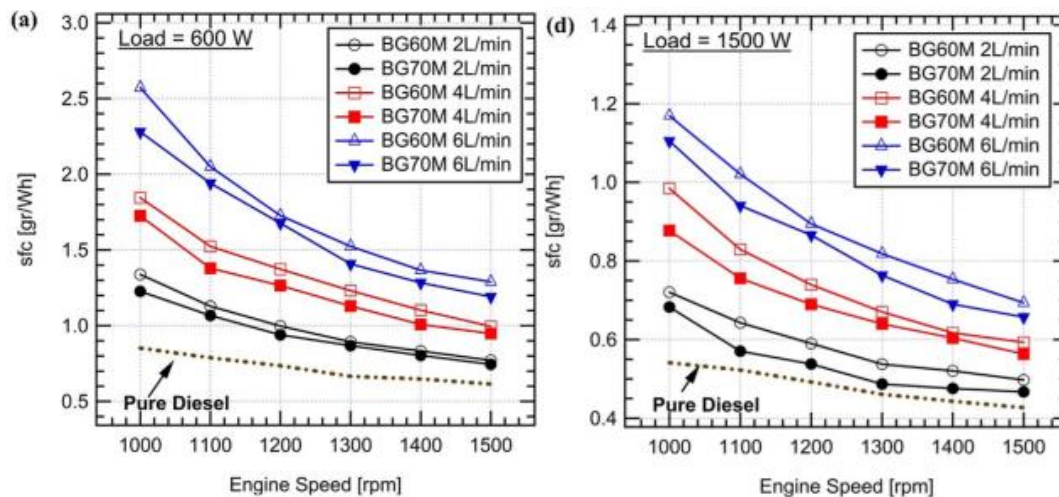 (a)
Load = 600 W
BG60M 2L/min
BG70M 2L/min
BG60M 4L/min
BG70M 4L/min
BG60M 6L/min
BG70M 6L/min
3.0
2.5
2.0
1.5
1.0
0.5
sfc [gr/Wh]
Pure Diesel
1000 1100 1200 1300 1400 1500
Engine Speed [rpm]
(d)
Load = 1500 W
BG60M 2L/min
BG70M 2L/min
BG60M 4L/min
BG70M 4L/min
BG60M 6L/min
BG70M 6L/min
1.4
1.2
1.0
0.8
0.6
0.4
sfc [gr/Wh]
Pure Diesel
1000 1100 1200 1300 1400 1500
Engine Speed [rpm]